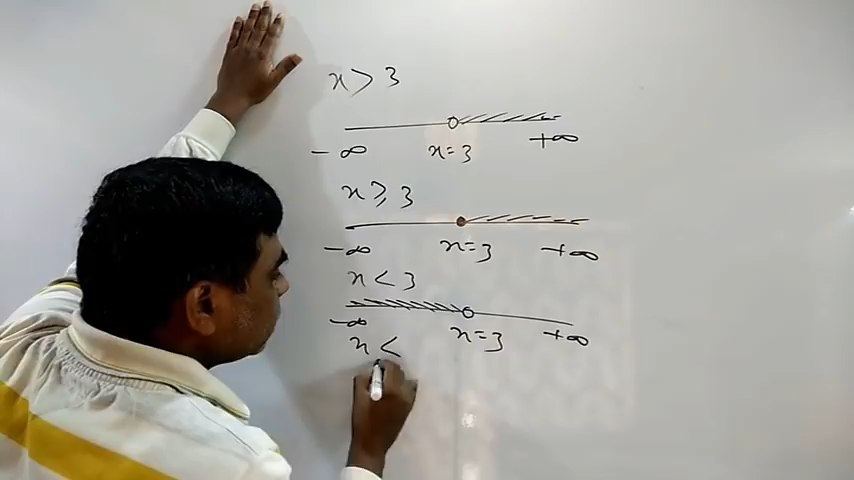 x > 3
-∞ x=3 +∞
x ≥ 3
-∞ x=3 +∞
x < 3
-∞ x=3 +∞
x <